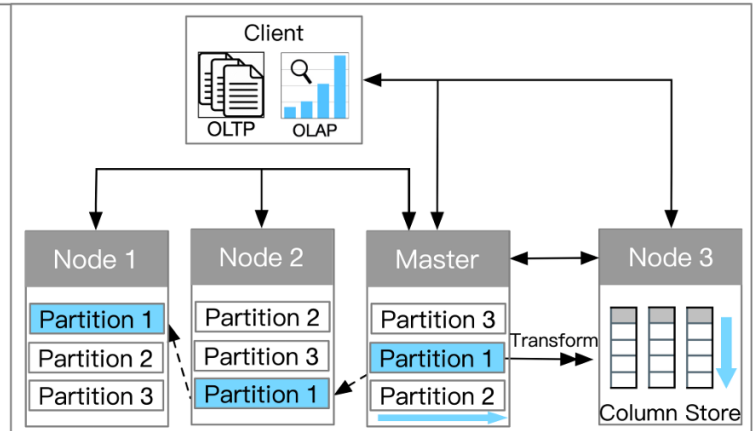 Client
OLTP
OLAP
Node 1
Node 2
Master
Node 3
Partition 1
Partition 2
Partition 3
Partition 2
Partition 3
Partition 1
Partition 3
Partition 1
Partition 2
Transform
Column Store